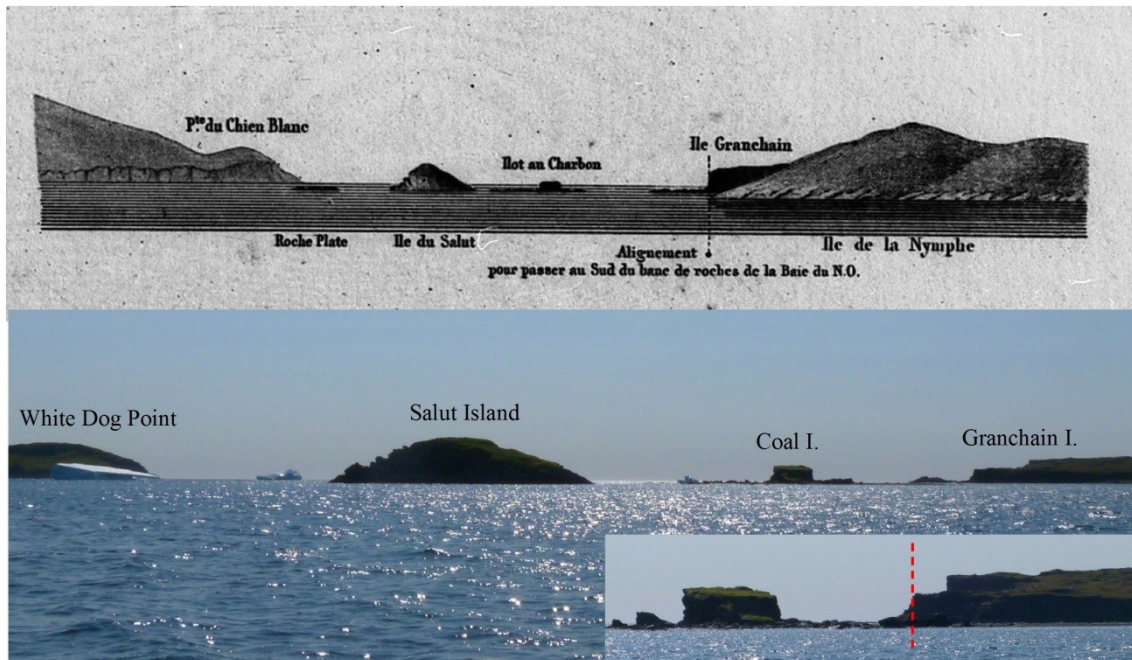 Pte du Chien Blanc
Ilot au Charbon
Ile Granchain
Roche Plate
Ile du Salut
Alignement
pour passer au Sud du banc de roches de la Baie du N.O.
Ile de la Nymphe
White Dog Point
Salut Island
Coal I.
Granchain I.